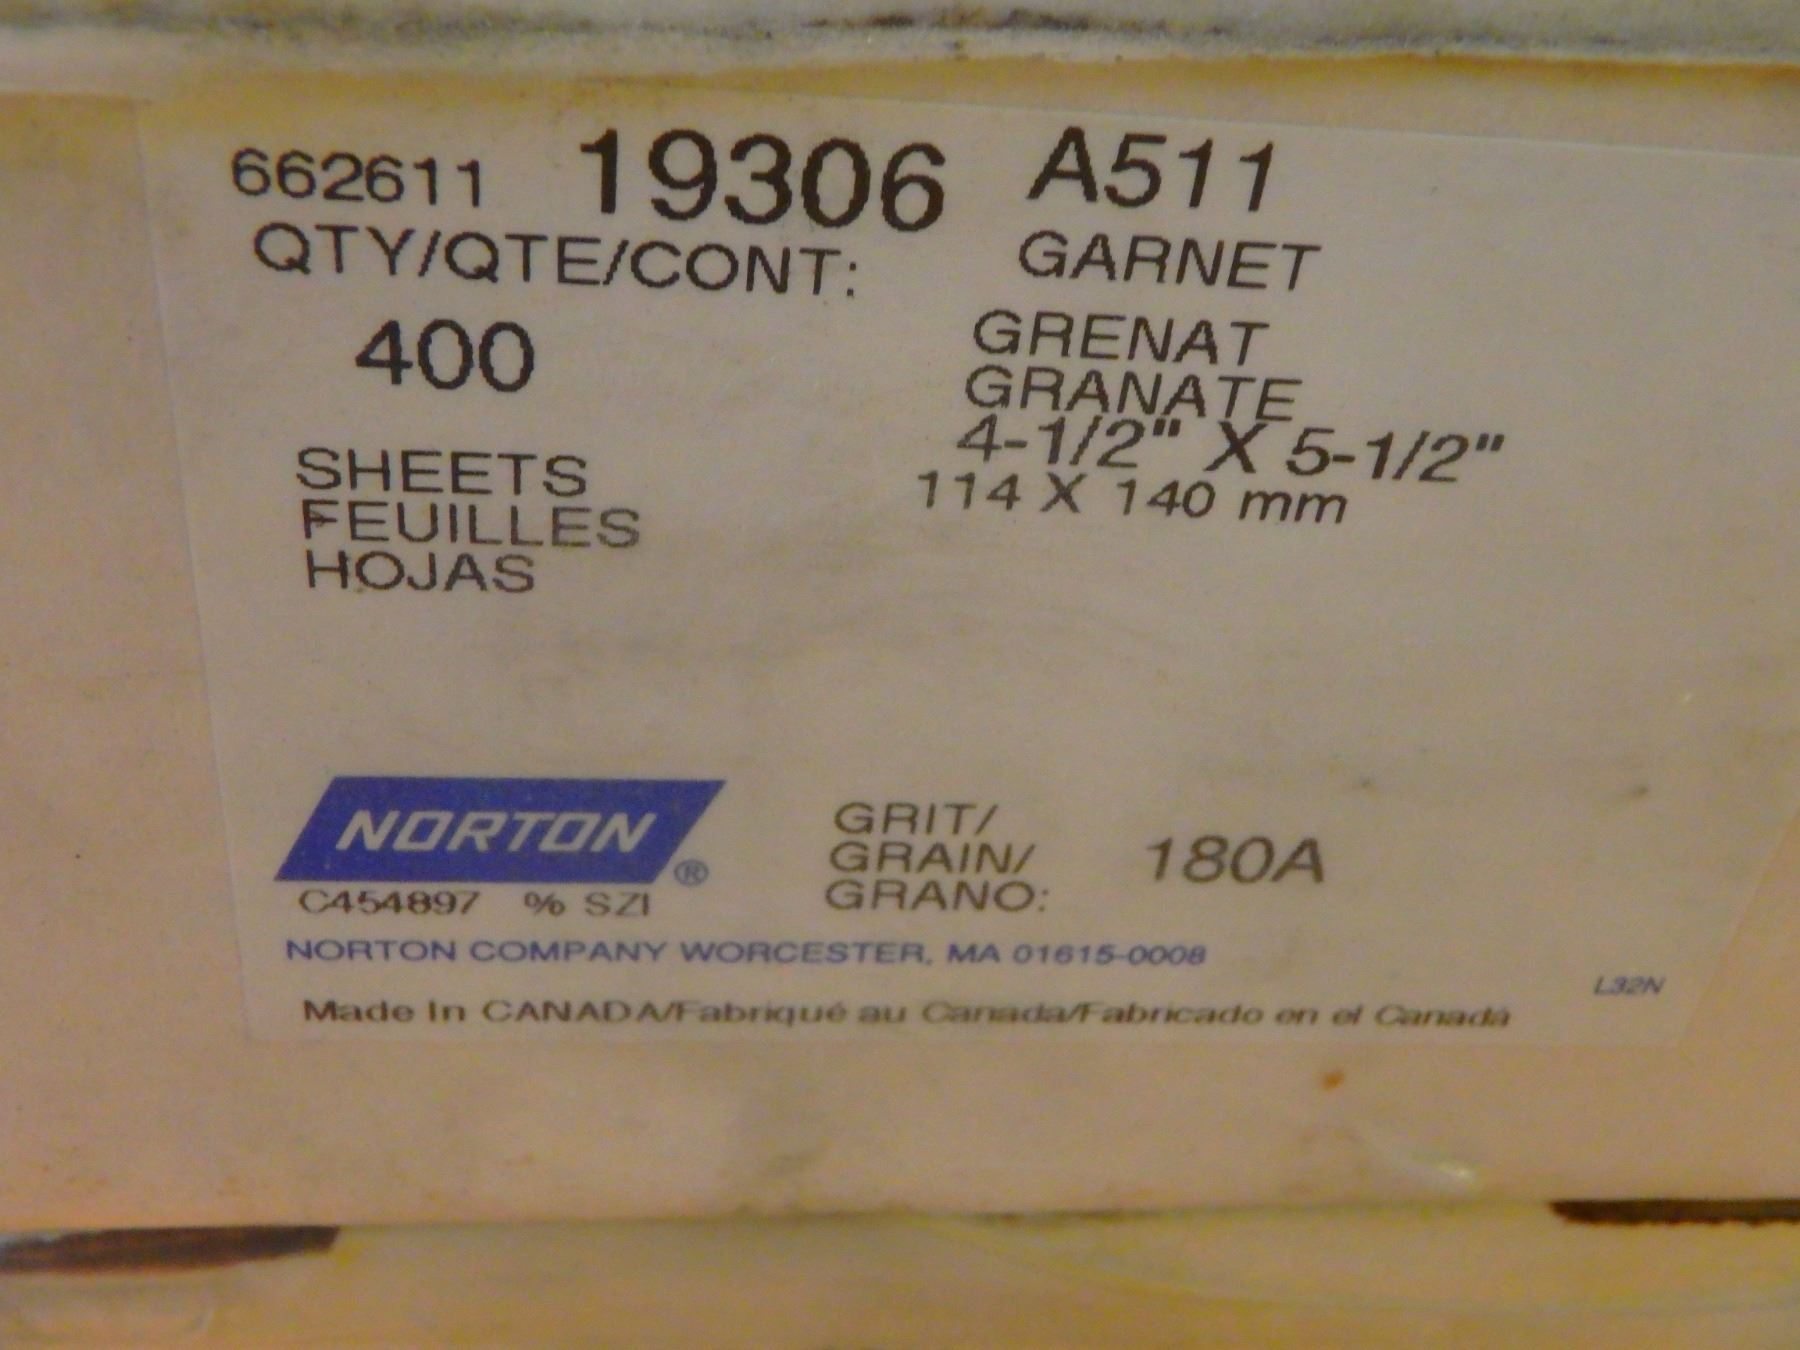 662611 19306 A511
QTY/QTE/CONT: GARNET
400 GRENAT
GRANATE
4-1/2" X 5-1/2"
114 X 140 mm
SHEETS
FEUILLES
HOJAS
NORTON®
C454897 % SZI
GRIT/
GRAIN/
GRANO: 180A
NORTON COMPANY WORCESTER, MA 01615-0008
L32N
Made In CANADA/Fabriqué au Canada/Fabricado en el Canadá